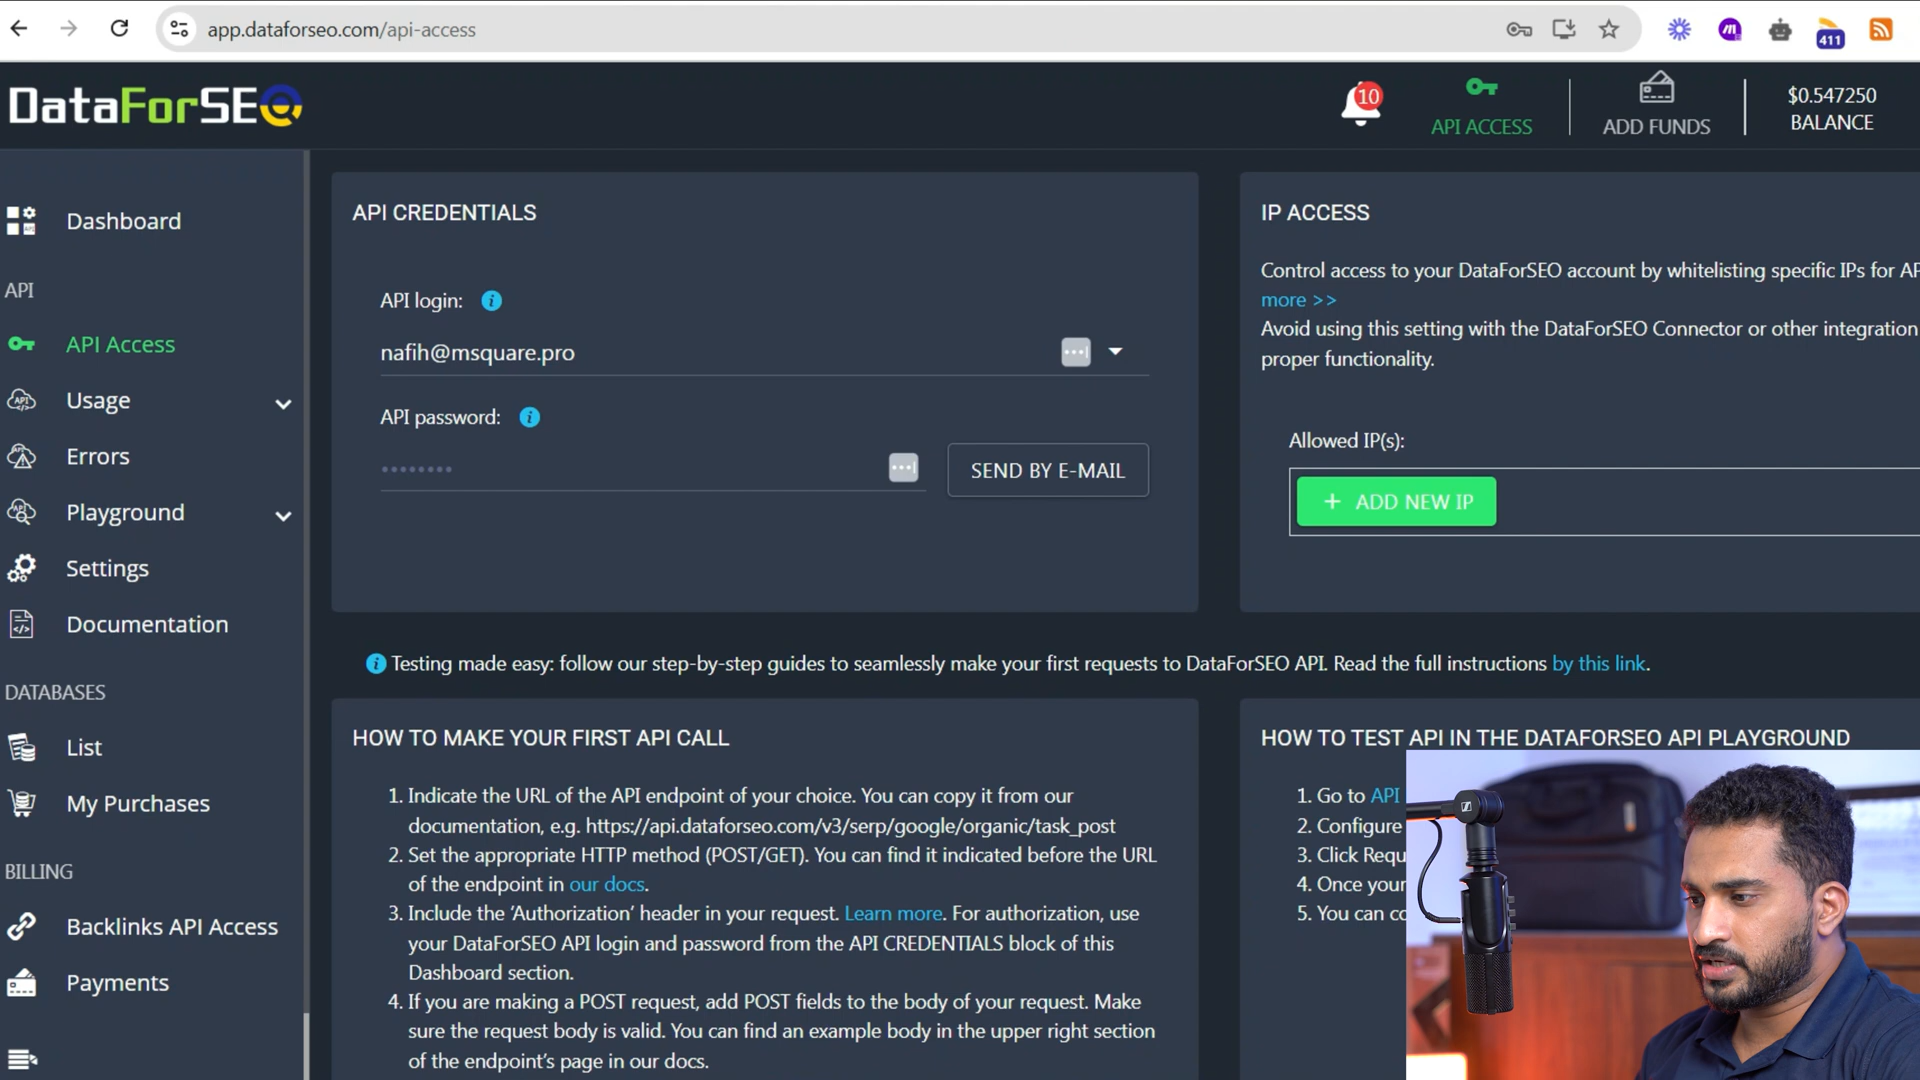 app.dataforseo.com/api-access
411
DataForSEO
10
API ACCESS
ADD FUNDS
$0.547250
BALANCE
Dashboard
API
API Access
Usage
Errors
Playground
Settings
Documentation
DATABASES
List
My Purchases
BILLING
Backlinks API Access
Payments
API CREDENTIALS
API login:
nafih@msquare.pro
API password:
SEND BY E-MAIL
IP ACCESS
Control access to your DataForSEO account by whitelisting specific IPs for AP
more >>
Avoid using this setting with the DataForSEO Connector or other integration
proper functionality.
Allowed IP(s):
+ ADD NEW IP
Testing made easy: follow our step-by-step guides to seamlessly make your first requests to DataForSEO API. Read the full instructions by this link.
HOW TO MAKE YOUR FIRST API CALL
1. Indicate the URL of the API endpoint of your choice. You can copy it from our
documentation, e.g. https://api.dataforseo.com/v3/serp/google/organic/task_post
2. Set the appropriate HTTP method (POST/GET). You can find it indicated before the URL
of the endpoint in our docs.
3. Include the ‘Authorization’ header in your request. Learn more. For authorization, use
your DataForSEO API login and password from the API CREDENTIALS block of this
Dashboard section.
4. If you are making a POST request, add POST fields to the body of your request. Make
sure the request body is valid. You can find an example body in the upper right section
of the endpoint’s page in our docs.
HOW TO TEST API IN THE DATAFORSEO API PLAYGROUND
1. Go to API
2. Configure
3. Click Requ
4. Once your
5. You can co